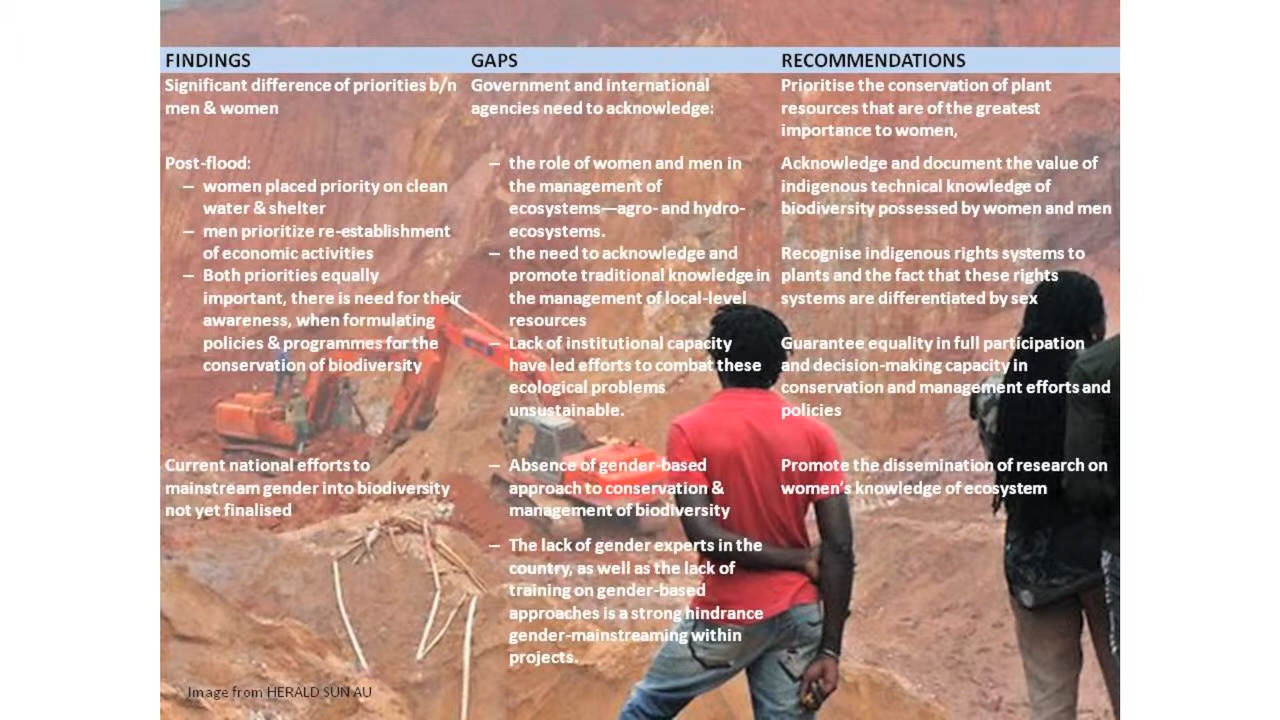 FINDINGS
GAPS
RECOMMENDATIONS
Significant difference of priorities b/n
men & women
Government and international
agencies need to acknowledge:
Prioritise the conservation of plant
resources that are of the greatest
importance to women,
Post-flood:
– women placed priority on clean
water & shelter
– men prioritize re-establishment
of economic activities
– Both priorities equally
important, there is need for their
awareness, when formulating
policies & programmes for the
conservation of biodiversity
– the role of women and men in
the management of
ecosystems—agro- and hydro-
ecosystems.
– the need to acknowledge and
promote traditional knowledge in
the management of local-level
resources
– Lack of institutional capacity
have led efforts to combat these
ecological problems
unsustainable.
Acknowledge and document the value of
indigenous technical knowledge of
biodiversity possessed by women and men
Recognise indigenous rights systems to
plants and the fact that these rights
systems are differentiated by sex
Guarantee equality in full participation
and decision-making capacity in
conservation and management efforts and
policies
Current national efforts to
mainstream gender into biodiversity
not yet finalised
– Absence of gender-based
approach to conservation &
management of biodiversity
– The lack of gender experts in the
country, as well as the lack of
training on gender-based
approaches is a strong hindrance
gender-mainstreaming within
projects.
Promote the dissemination of research on
women's knowledge of ecosystem
Image from HERALD SUN AU